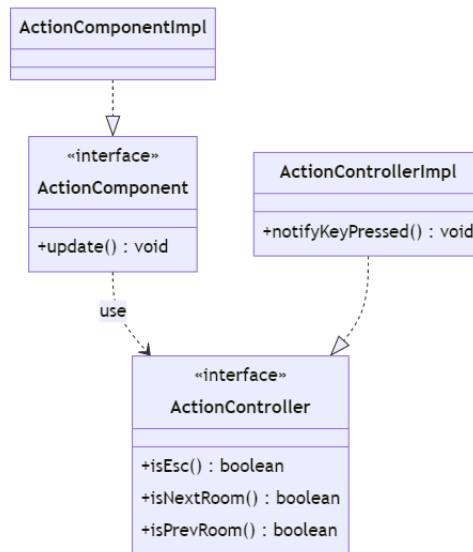 ActionComponentImpl
«interface»
ActionComponent
+update() : void
ActionControllerImpl
+notifyKeyPressed() : void
use
«interface»
ActionController
+isEsc() : boolean
+isNextRoom() : boolean
+isPrevRoom() : boolean